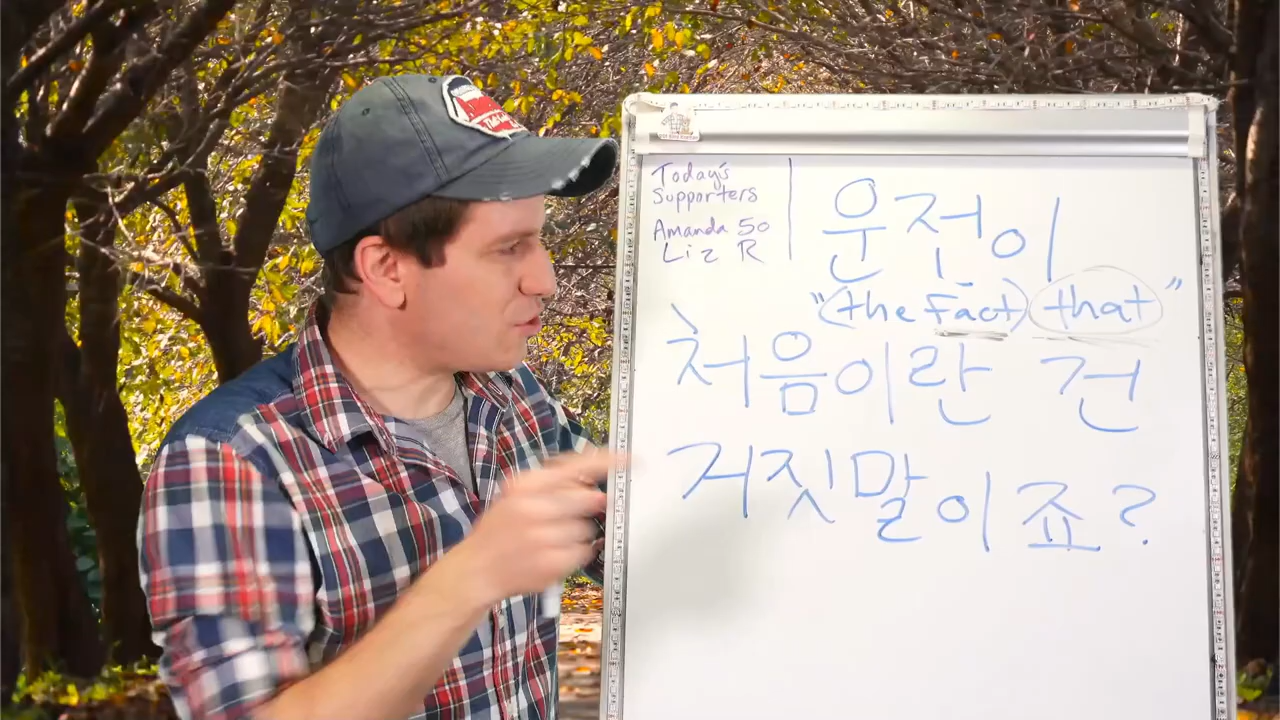 Today's
Supporters
Amanda 50
Liz R
운전이
"(the fact) that"
처음이란 건
거짓말이죠?